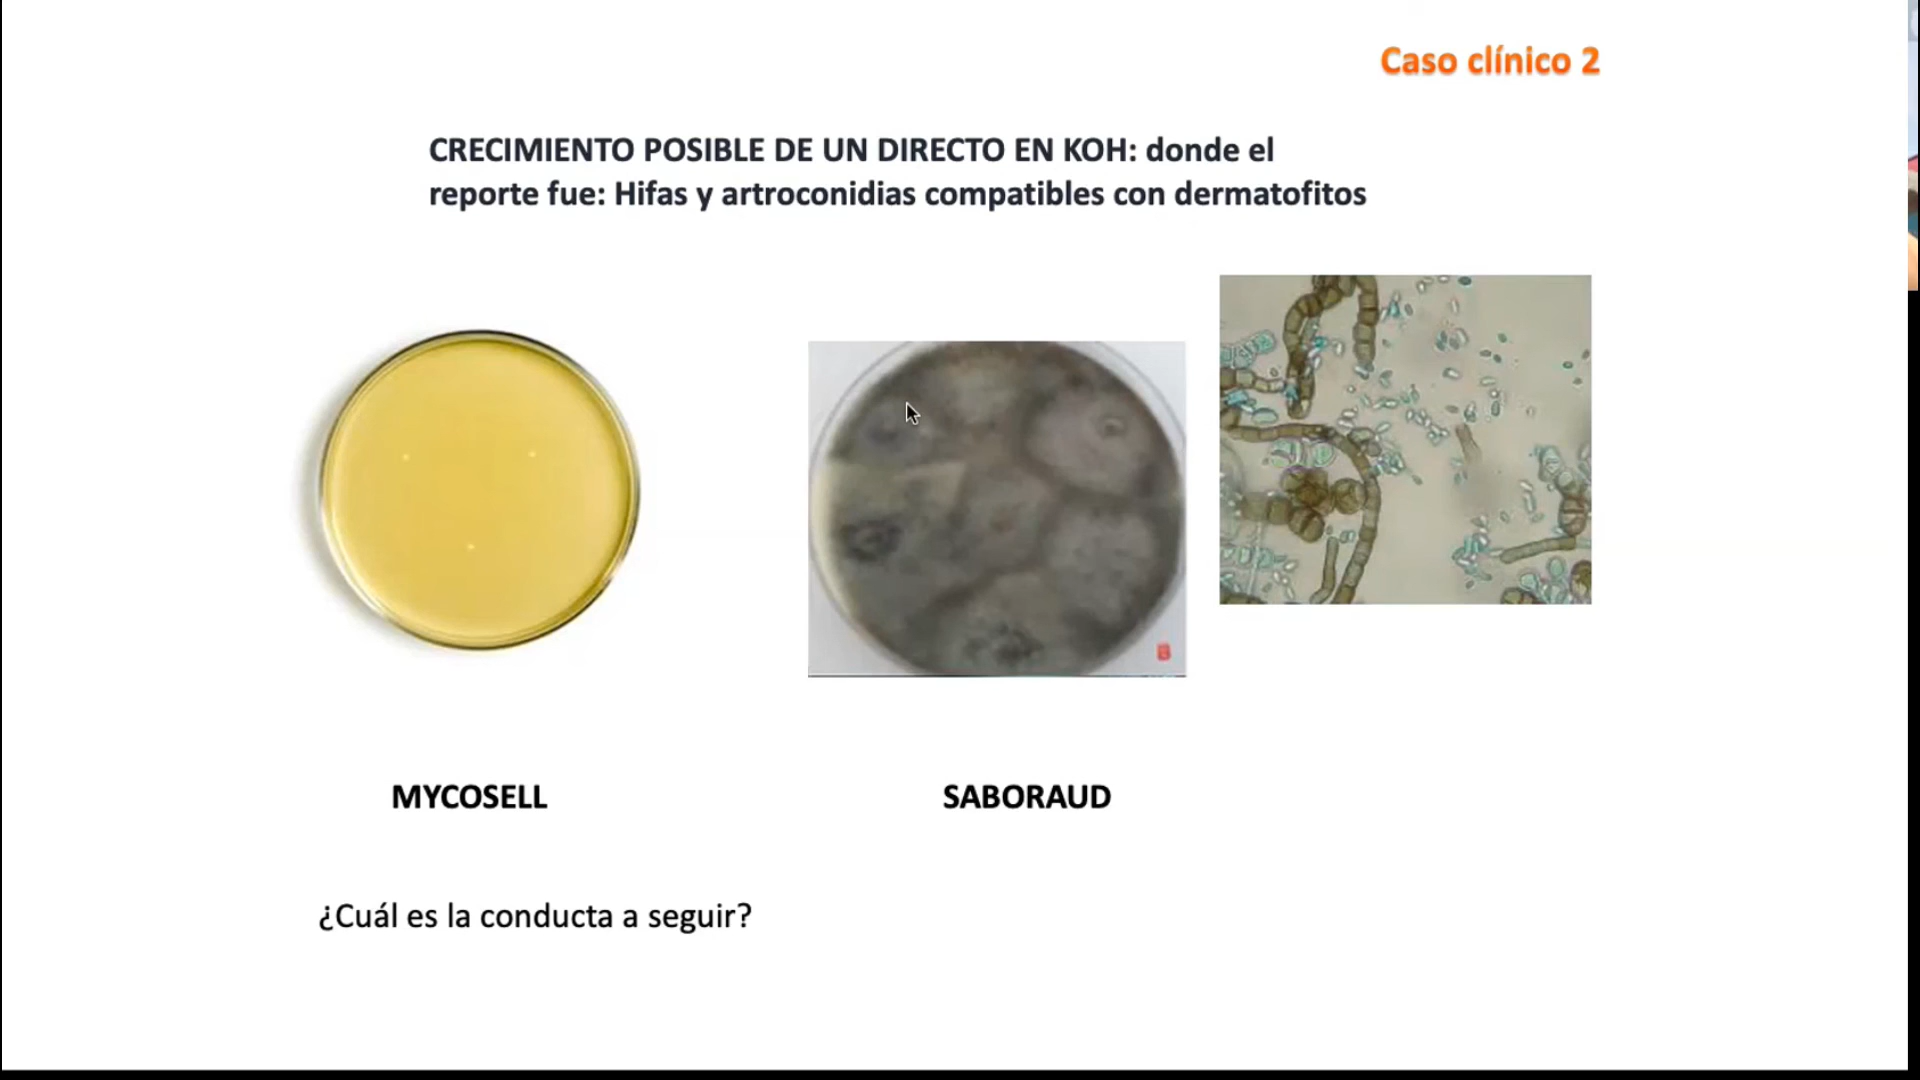 Caso clínico 2
CRECIMIENTO POSIBLE DE UN DIRECTO EN KOH: donde el
reporte fue: Hifas y artroconidias compatibles con dermatofitos
MYCOSELL
SABORAUD
¿Cuál es la conducta a seguir?